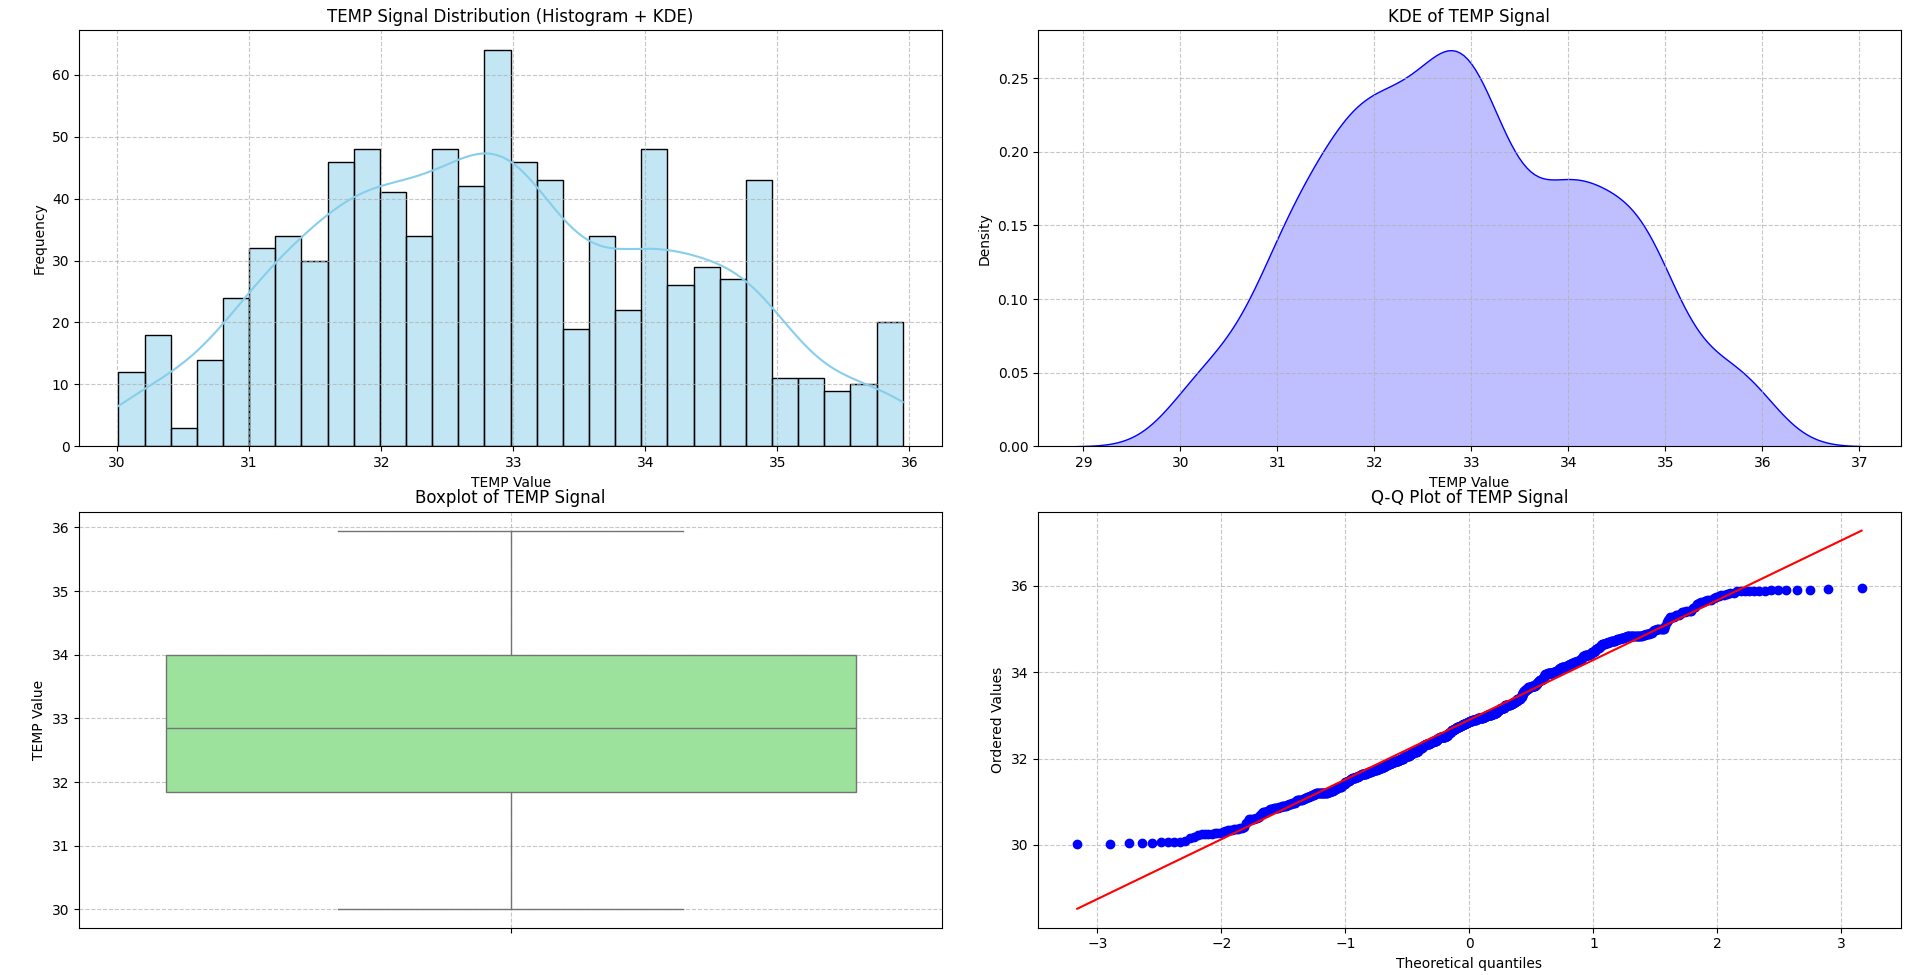 TEMP Signal Distribution (Histogram + KDE)
Frequency
60
50
40
30
20
10
0
30 31 32 33 34 35 36
TEMP Value
KDE of TEMP Signal
Density
0.25
0.20
0.15
0.10
0.05
0.00
29 30 31 32 33 34 35 36 37
TEMP Value
Boxplot of TEMP Signal
TEMP Value
36
35
34
33
32
31
30
Q-Q Plot of TEMP Signal
Ordered Values
36
34
32
30
−3 −2 −1 0 1 2 3
Theoretical quantiles